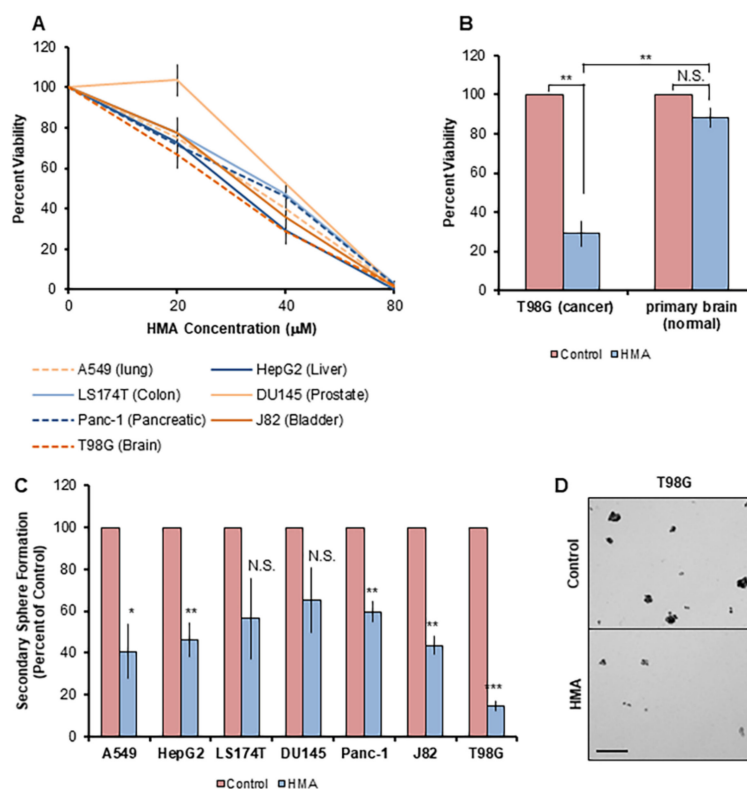 A
120
100
80
60
40
20
0
Percent Viability
0
20
40
80
HMA Concentration (μM)
A549 (lung)
HepG2 (Liver)
LS174T (Colon)
DU145 (Prostate)
Panc-1 (Pancreatic)
J82 (Bladder)
T98G (Brain)
B
120
100
80
60
40
20
0
Percent Viability
**
**
N.S.
T98G (cancer)
primary brain
(normal)
Control
HMA
C
120
100
80
60
40
20
0
Secondary Sphere Formation
(Percent of Control)
*
**
N.S.
N.S.
**
**
***
A549
HepG2
LS174T
DU145
Panc-1
J82
T98G
Control
HMA
D
T98G
Control
HMA